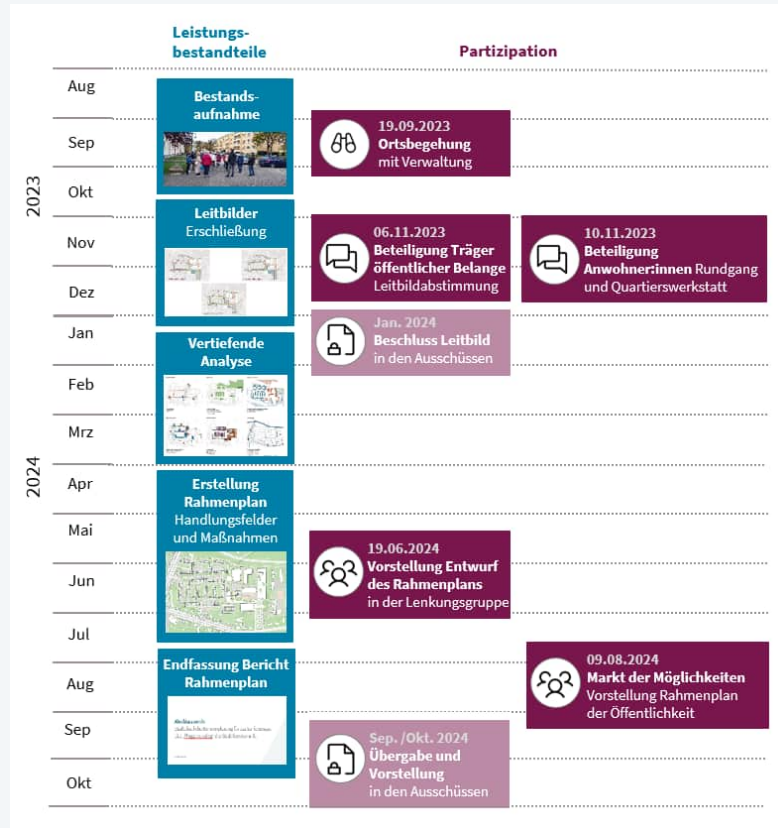 Leistungs-
bestandteile
Partizipation
2023
Aug
Sep
Okt
Nov
Dez
2024
Jan
Feb
Mrz
Apr
Mai
Jun
Jul
Aug
Sep
Okt
Bestands-
aufnahme
Leitbilder
Erschließung
Vertiefende
Analyse
Erstellung
Rahmenplan
Handlungsfelder
und Maßnahmen
Endfassung Bericht
Rahmenplan
19.09.2023
Ortsbegehung
mit Verwaltung
06.11.2023
Beteiligung Träger
öffentlicher Belange
Leitbildabstimmung
10.11.2023
Beteiligung
Anwohner:innen Rundgang
und Quartierswerkstatt
Jan. 2024
Beschluss Leitbild
in den Ausschüssen
19.06.2024
Vorstellung Entwurf
des Rahmenplans
in der Lenkungsgruppe
09.08.2024
Markt der Möglichkeiten
Vorstellung Rahmenplan
der Öffentlichkeit
Sep. /Okt. 2024
Übergabe und
Vorstellung
in den Ausschüssen